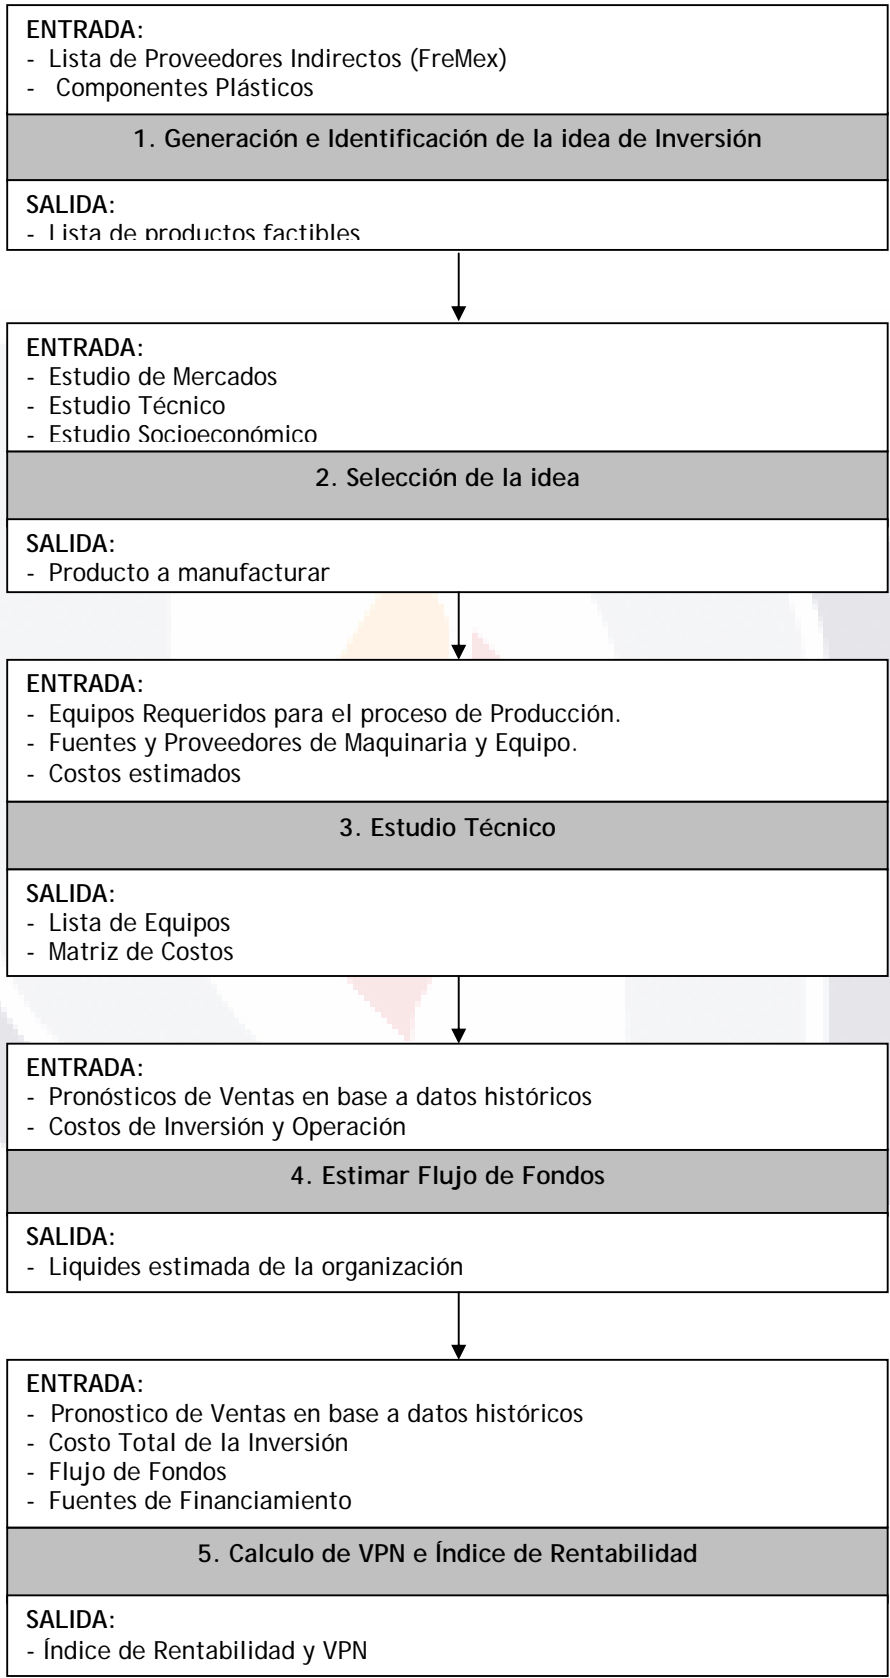 ENTRADA:
- Lista de Proveedores Indirectos (FreMex)
- Componentes Plásticos
1. Generación e Identificación de la idea de Inversión
SALIDA:
- Lista de productos factibles
ENTRADA:
- Estudio de Mercados
- Estudio Técnico
- Estudio Socioeconómico
2. Selección de la idea
SALIDA:
- Producto a manufacturar
ENTRADA:
- Equipos Requeridos para el proceso de Producción.
- Fuentes y Proveedores de Maquinaria y Equipo.
- Costos estimados
3. Estudio Técnico
SALIDA:
- Lista de Equipos
- Matriz de Costos
ENTRADA:
- Pronósticos de Ventas en base a datos históricos
- Costos de Inversión y Operación
4. Estimar Flujo de Fondos
SALIDA:
- Liquides estimada de la organización
ENTRADA:
- Pronostico de Ventas en base a datos históricos
- Costo Total de la Inversión
- Flujo de Fondos
- Fuentes de Financiamiento
5. Calculo de VPN e Índice de Rentabilidad
SALIDA:
- Índice de Rentabilidad y VPN